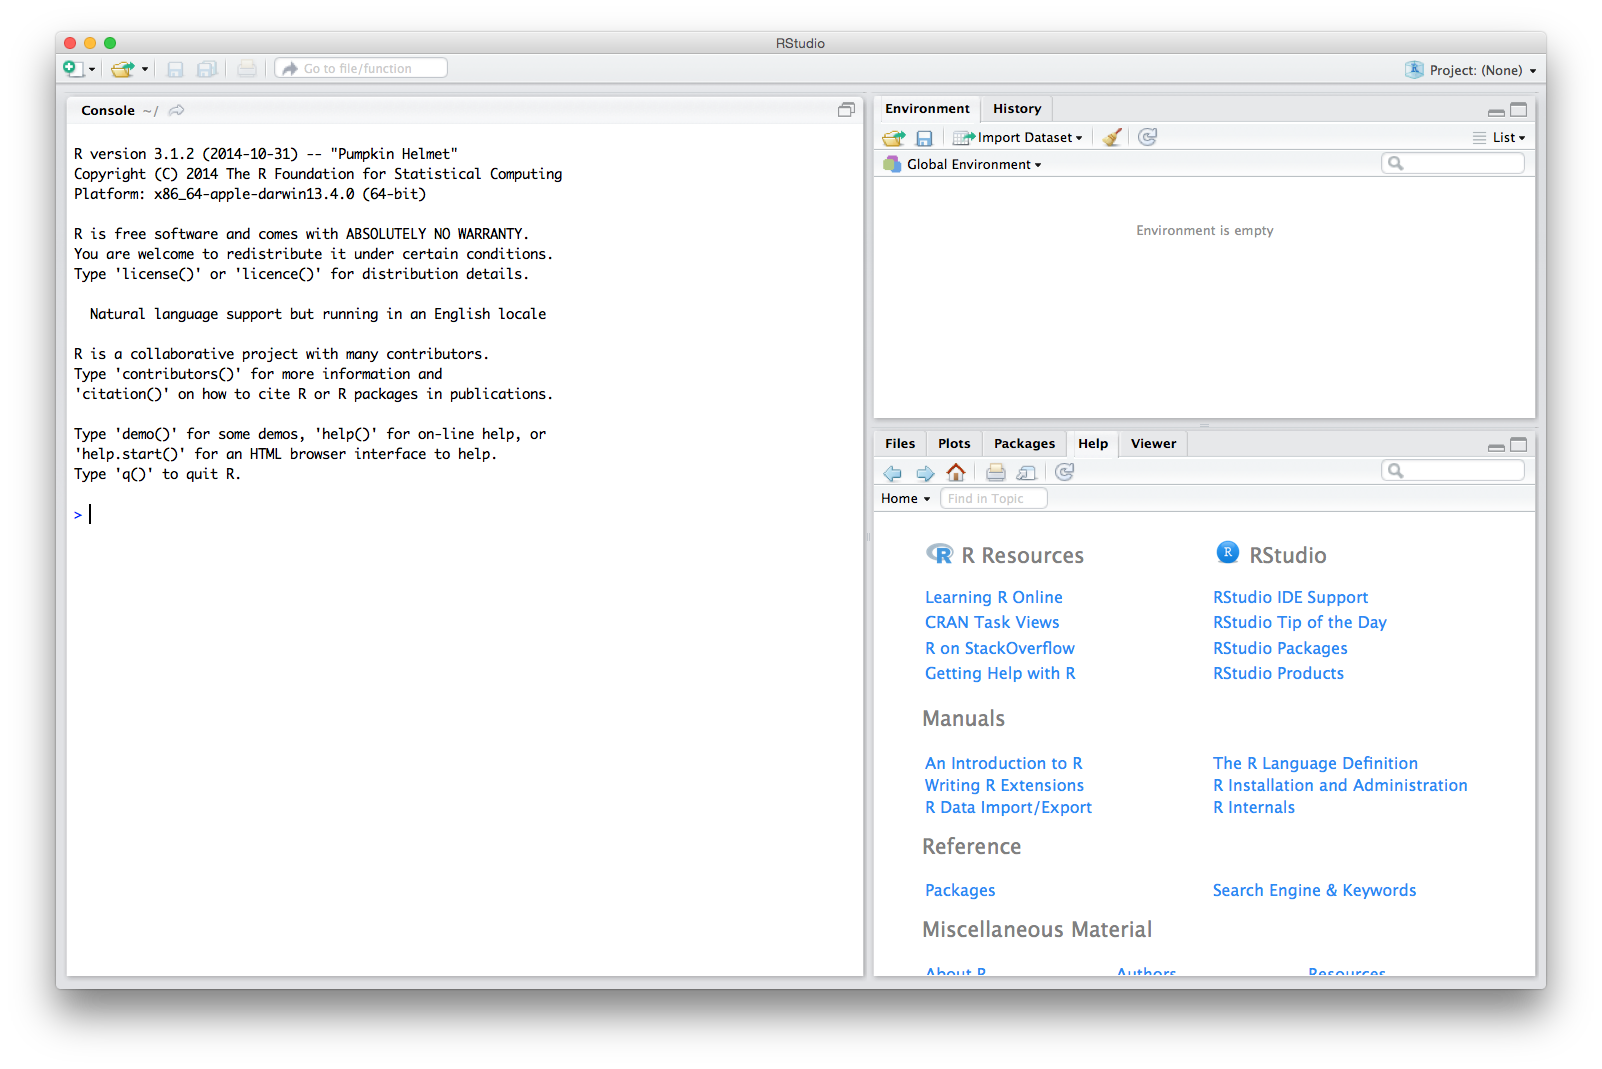 RStudio
Go to file/function
Project: (None)
Console ~/
R version 3.1.2 (2014-10-31) -- "Pumpkin Helmet"
Copyright (C) 2014 The R Foundation for Statistical Computing
Platform: x86_64-apple-darwin13.4.0 (64-bit)
R is free software and comes with ABSOLUTELY NO WARRANTY.
You are welcome to redistribute it under certain conditions.
Type 'license()' or 'licence()' for distribution details.
Natural language support but running in an English locale
R is a collaborative project with many contributors.
Type 'contributors()' for more information and
'citation()' on how to cite R or R packages in publications.
Type 'demo()' for some demos, 'help()' for on-line help, or
'help.start()' for an HTML browser interface to help.
Type 'q()' to quit R.
>
Environment History
Import Dataset List
Global Environment
Environment is empty
Files Plots Packages Help Viewer
Home Find in Topic
R R Resources R RStudio
Learning R Online RStudio IDE Support
CRAN Task Views RStudio Tip of the Day
R on StackOverflow RStudio Packages
Getting Help with R RStudio Products
Manuals
An Introduction to R The R Language Definition
Writing R Extensions R Installation and Administration
R Data Import/Export R Internals
Reference
Packages Search Engine & Keywords
Miscellaneous Material
About R Authors Resources